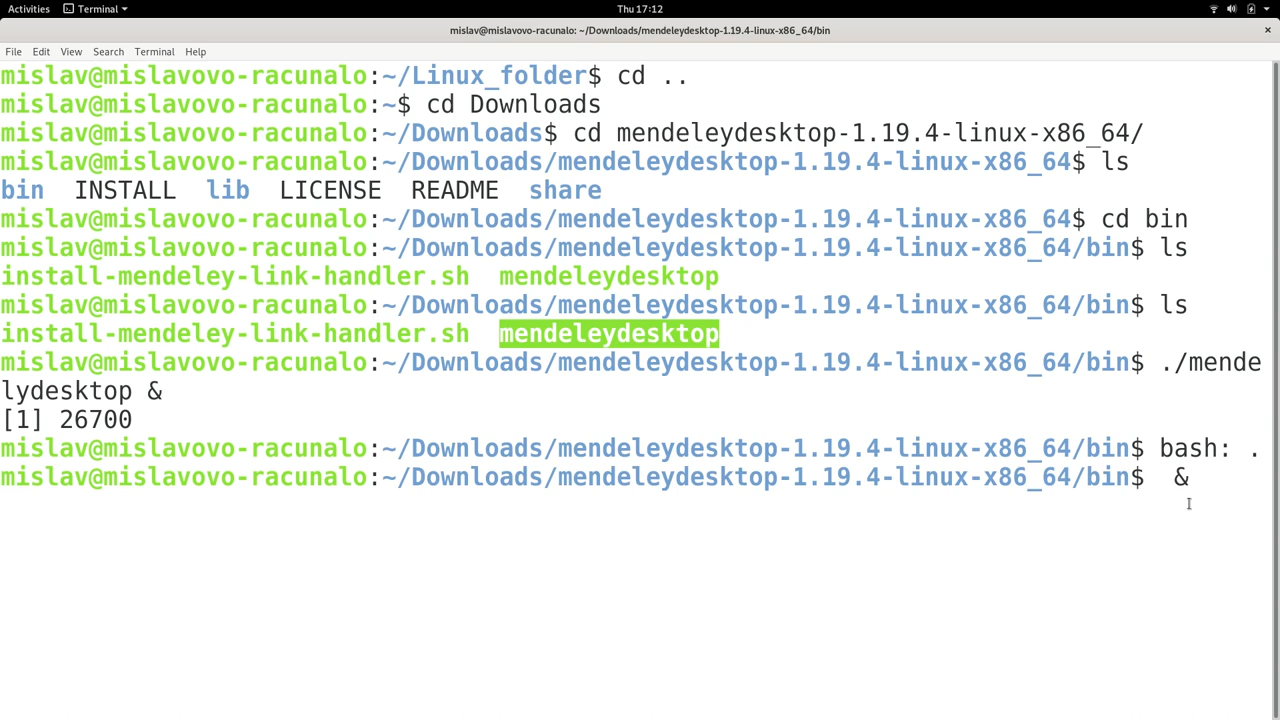 Activities Terminal Thu 17:12
mislav@mislavovo-racunalo: ~/Downloads/mendeleydesktop-1.19.4-linux-x86_64/bin ×
File Edit View Search Terminal Help
mislav@mislavovo-racunalo:~/Linux_folder$ cd ..
mislav@mislavovo-racunalo:~$ cd Downloads
mislav@mislavovo-racunalo:~/Downloads$ cd mendeleydesktop-1.19.4-linux-x86_64/
mislav@mislavovo-racunalo:~/Downloads/mendeleydesktop-1.19.4-linux-x86_64$ ls
bin INSTALL lib LICENSE README share
mislav@mislavovo-racunalo:~/Downloads/mendeleydesktop-1.19.4-linux-x86_64$ cd bin
mislav@mislavovo-racunalo:~/Downloads/mendeleydesktop-1.19.4-linux-x86_64/bin$ ls
install-mendeley-link-handler.sh mendeleydesktop
mislav@mislavovo-racunalo:~/Downloads/mendeleydesktop-1.19.4-linux-x86_64/bin$ ls
install-mendeley-link-handler.sh mendeleydesktop
mislav@mislavovo-racunalo:~/Downloads/mendeleydesktop-1.19.4-linux-x86_64/bin$ ./mende
lydesktop &
[1] 26700
mislav@mislavovo-racunalo:~/Downloads/mendeleydesktop-1.19.4-linux-x86_64/bin$ bash: .
mislav@mislavovo-racunalo:~/Downloads/mendeleydesktop-1.19.4-linux-x86_64/bin$ &